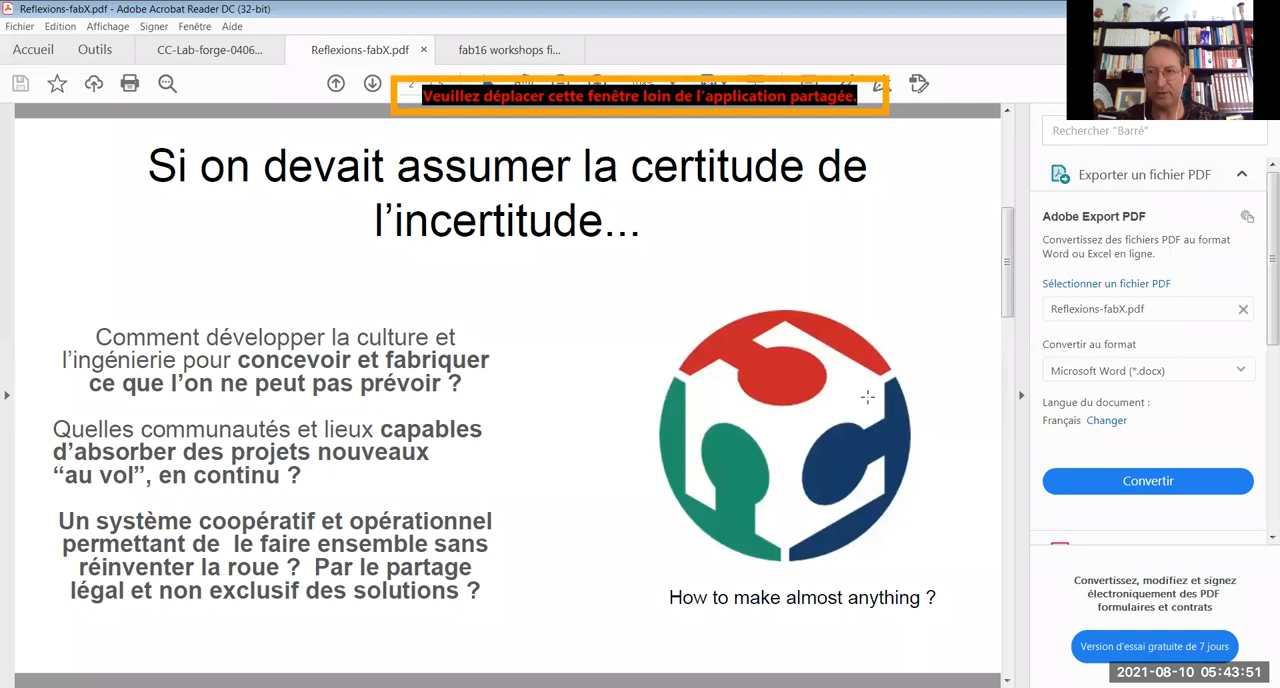 Reflexions-fabX.pdf - Adobe Acrobat Reader DC (32-bit)
Fichier Edition Affichage Signer Fenêtre Aide
Accueil Outils CC-Lab-forge-0406... Reflexions-fabX.pdf × fab16 workshops fi...
Veuillez déplacer cette fenêtre loin de l'application partagée.
Si on devait assumer la certitude de
l'incertitude...
Comment développer la culture et
l'ingénierie pour concevoir et fabriquer
ce que l'on ne peut pas prévoir ?
Quelles communautés et lieux capables
d'absorber des projets nouveaux
“au vol”, en continu ?
Un système coopératif et opérationnel
permettant de le faire ensemble sans
réinventer la roue ? Par le partage
légal et non exclusif des solutions ?
How to make almost anything ?
Rechercher "Barré"
Exporter un fichier PDF
Adobe Export PDF
Convertissez des fichiers PDF au format
Word ou Excel en ligne.
Sélectionner un fichier PDF
Reflexions-fabX.pdf
Convertir au format
Microsoft Word (*.docx)
Langue du document :
Français Changer
Convertir
Convertissez, modifiez et signez
électroniquement des PDF
formulaires et contrats
Version d'essai gratuite de 7 jours
2021-08-10 05:43:51